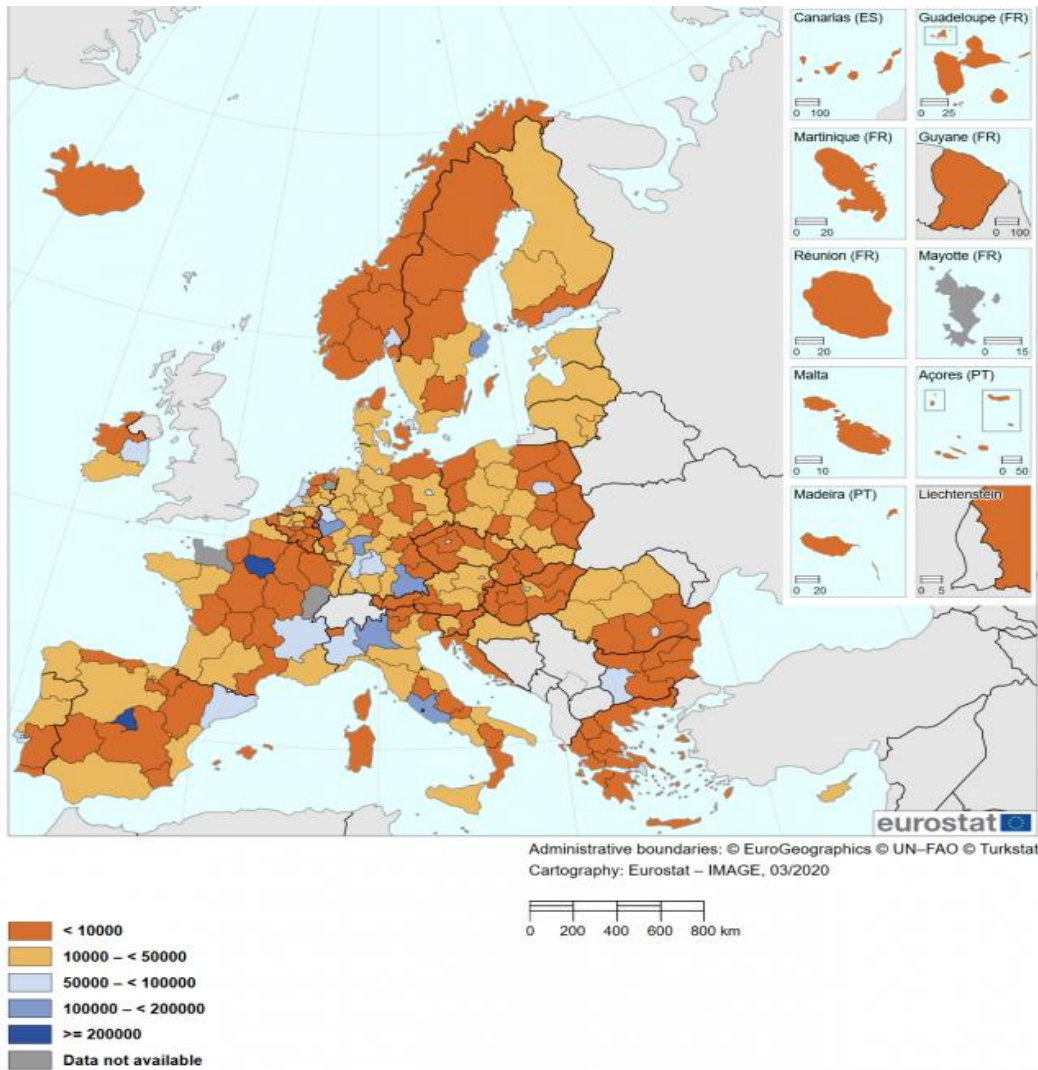 Canarias (ES)
0 100
Guadeloupe (FR)
0 25
Martinique (FR)
0 20
Guyane (FR)
0 100
Réunion (FR)
0 20
Mayotte (FR)
0 15
Malta
0 10
Açores (PT)
0 50
Madeira (PT)
0 20
Liechtenstein
0 5
eurostat
Administrative boundaries: © EuroGeographics © UN–FAO © Turkstat
Cartography: Eurostat – IMAGE, 03/2020
0 200 400 600 800 km
< 10000
10000 – < 50000
50000 – < 100000
100000 – < 200000
>= 200000
Data not available